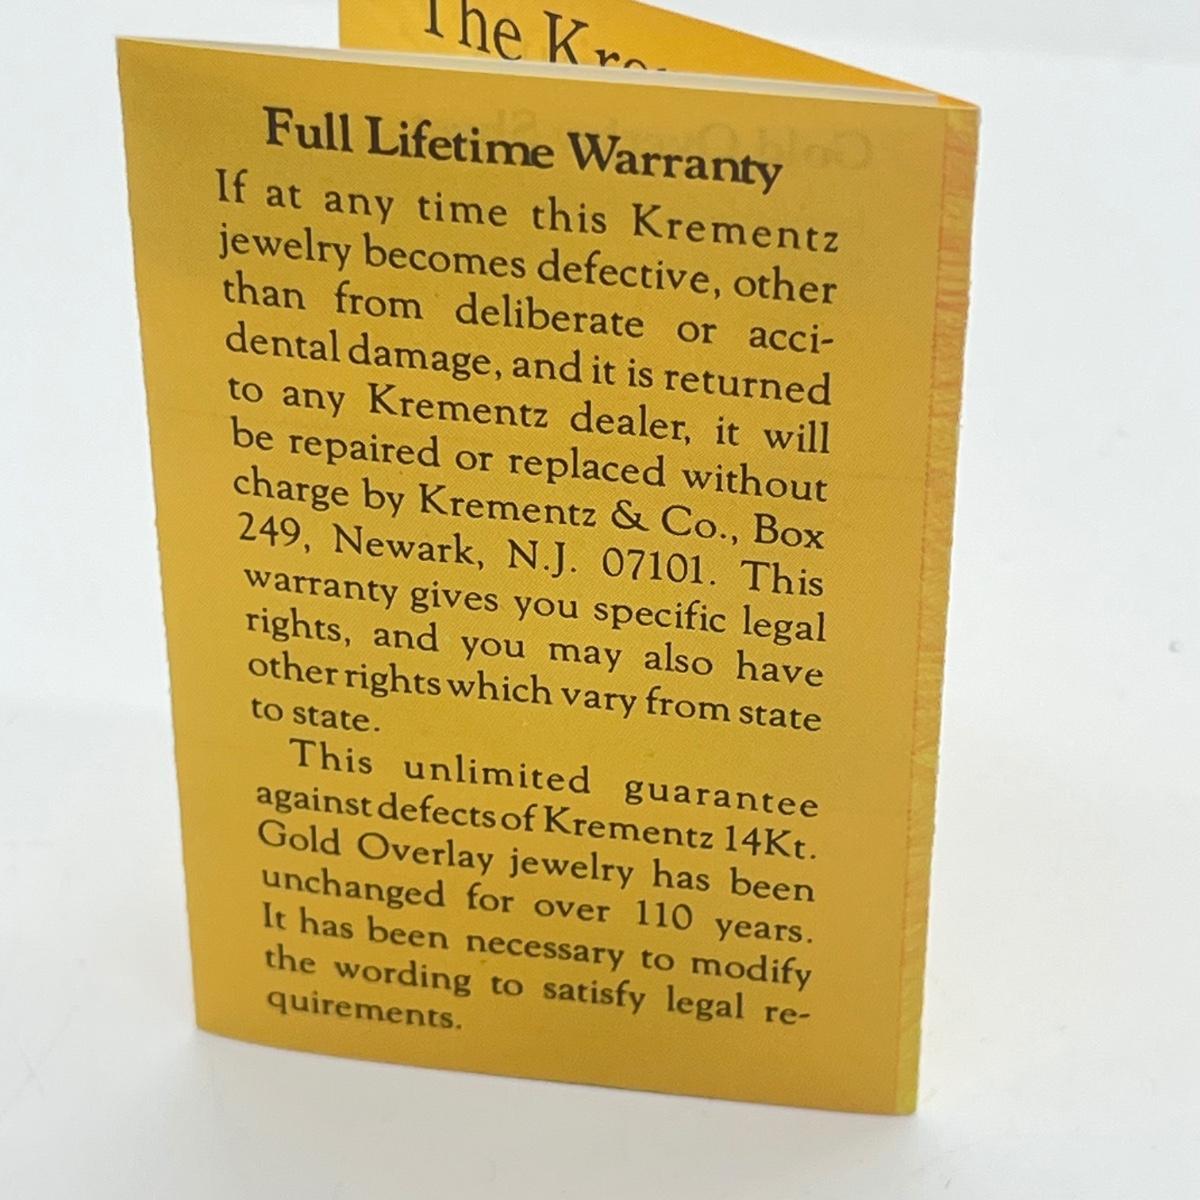 The Kre
Full Lifetime Warranty
If at any time this Krementz
jewelry becomes defective, other
than from deliberate or acci-
dental damage, and it is returned
to any Krementz dealer, it will
be repaired or replaced without
charge by Krementz & Co., Box
249, Newark, N.J. 07101. This
warranty gives you specific legal
rights, and you may also have
other rights which vary from state
to state.
This unlimited guarantee
against defects of Krementz 14Kt.
Gold Overlay jewelry has been
unchanged for over 110 years.
It has been necessary to modify
the wording to satisfy legal re-
quirements.